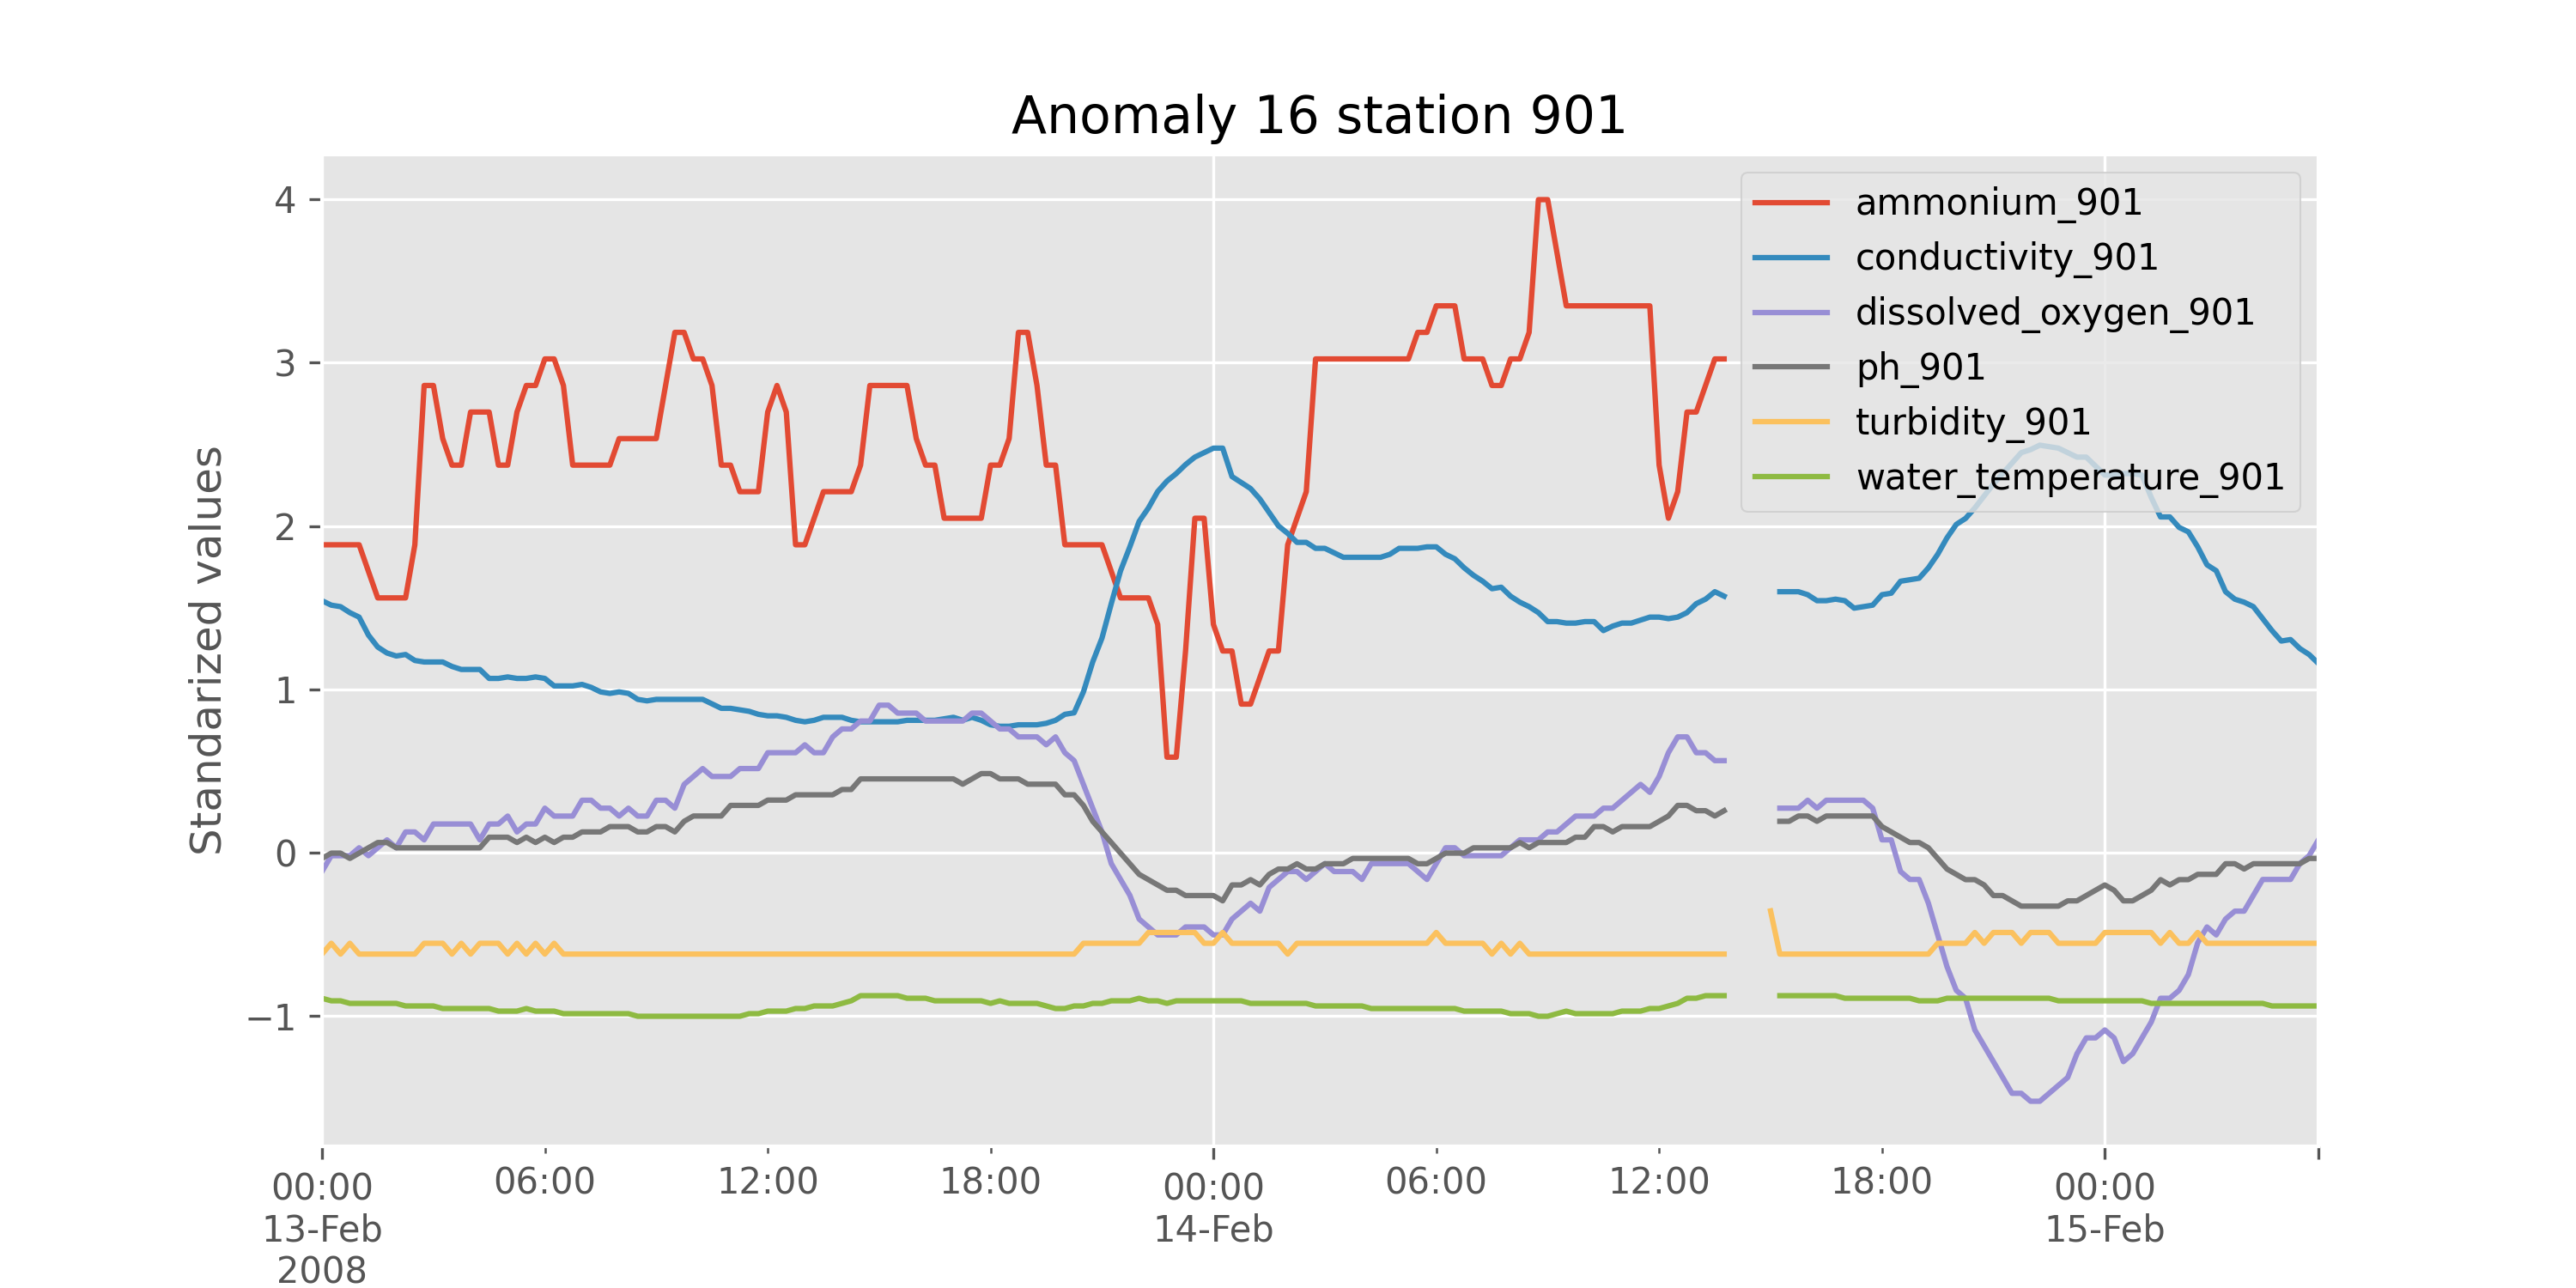 Anomaly 16 station 901
Standarized values
4
3
2
1
0
−1
ammonium_901
conductivity_901
dissolved_oxygen_901
ph_901
turbidity_901
water_temperature_901
00:00 06:00 12:00 18:00 00:00 06:00 12:00 18:00 00:00
13-Feb 14-Feb 15-Feb
2008